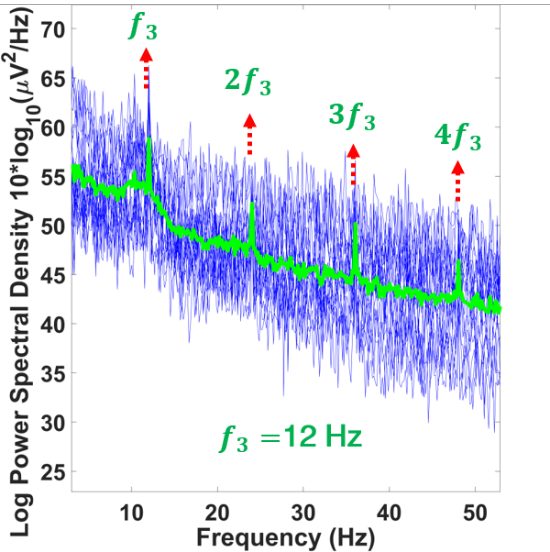 Log Power Spectral Density 10*log₁₀(μV²/Hz)
70
65
60
55
50
45
40
35
30
25
f₃
2f₃
3f₃
4f₃
f₃ =12 Hz
10 20 30 40 50
Frequency (Hz)